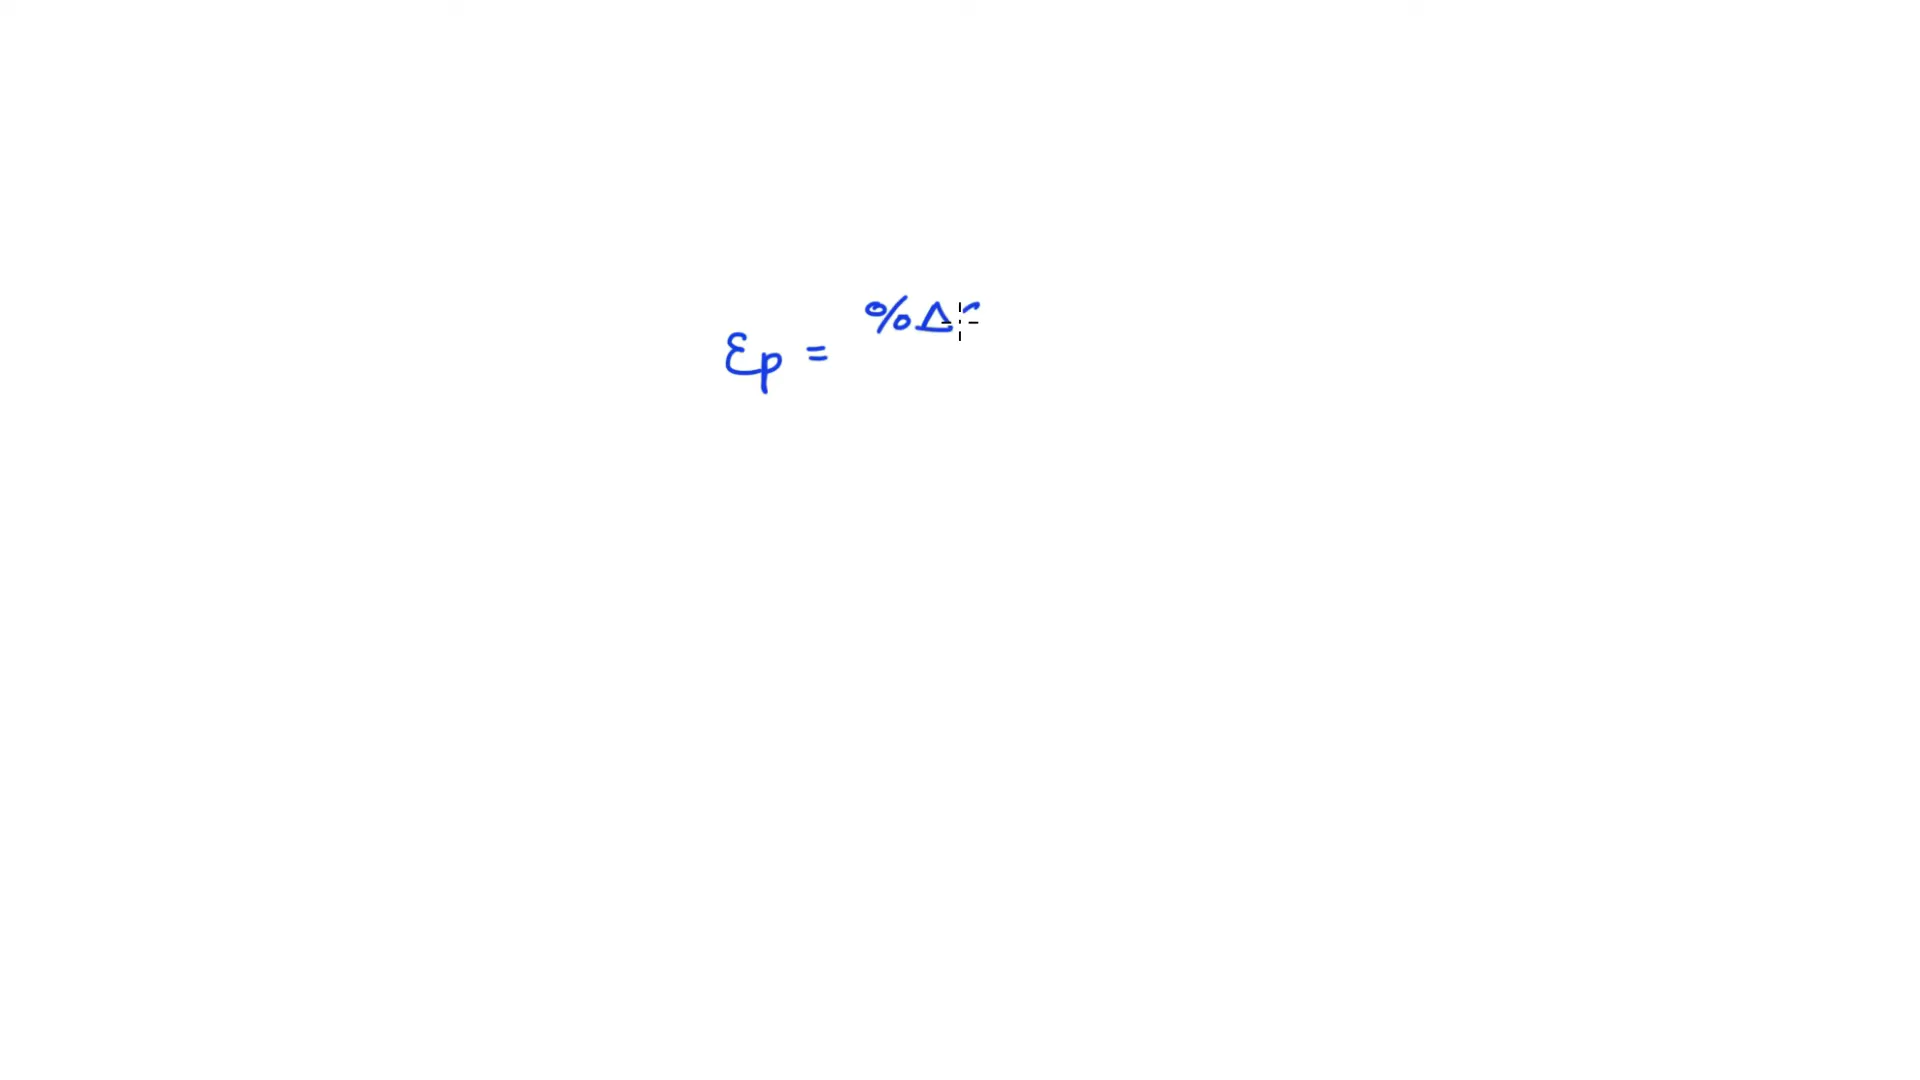 εp = %Δ